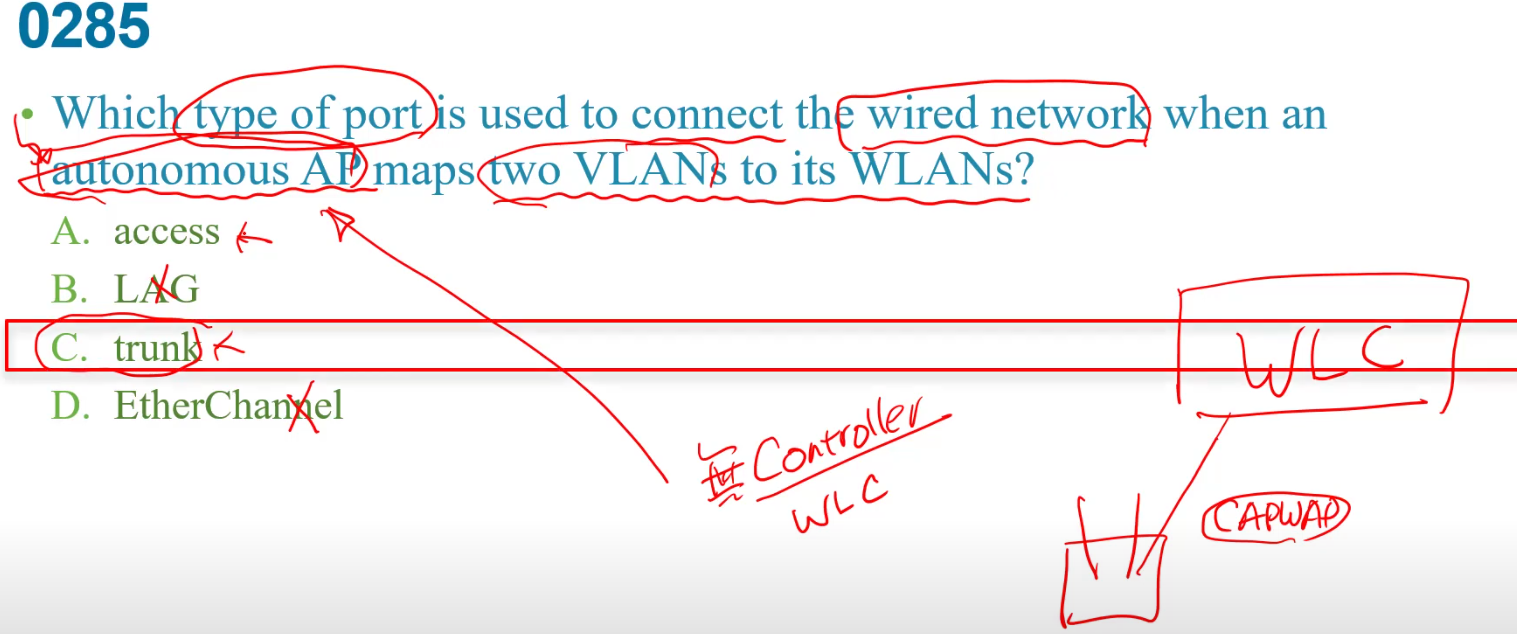 0285
• Which type of port is used to connect the wired network when an
autonomous AP maps two VLANs to its WLANs?
A. access
B. LAG
C. trunk
D. EtherChannel
WLC
Controller
WLC
CAPWAP